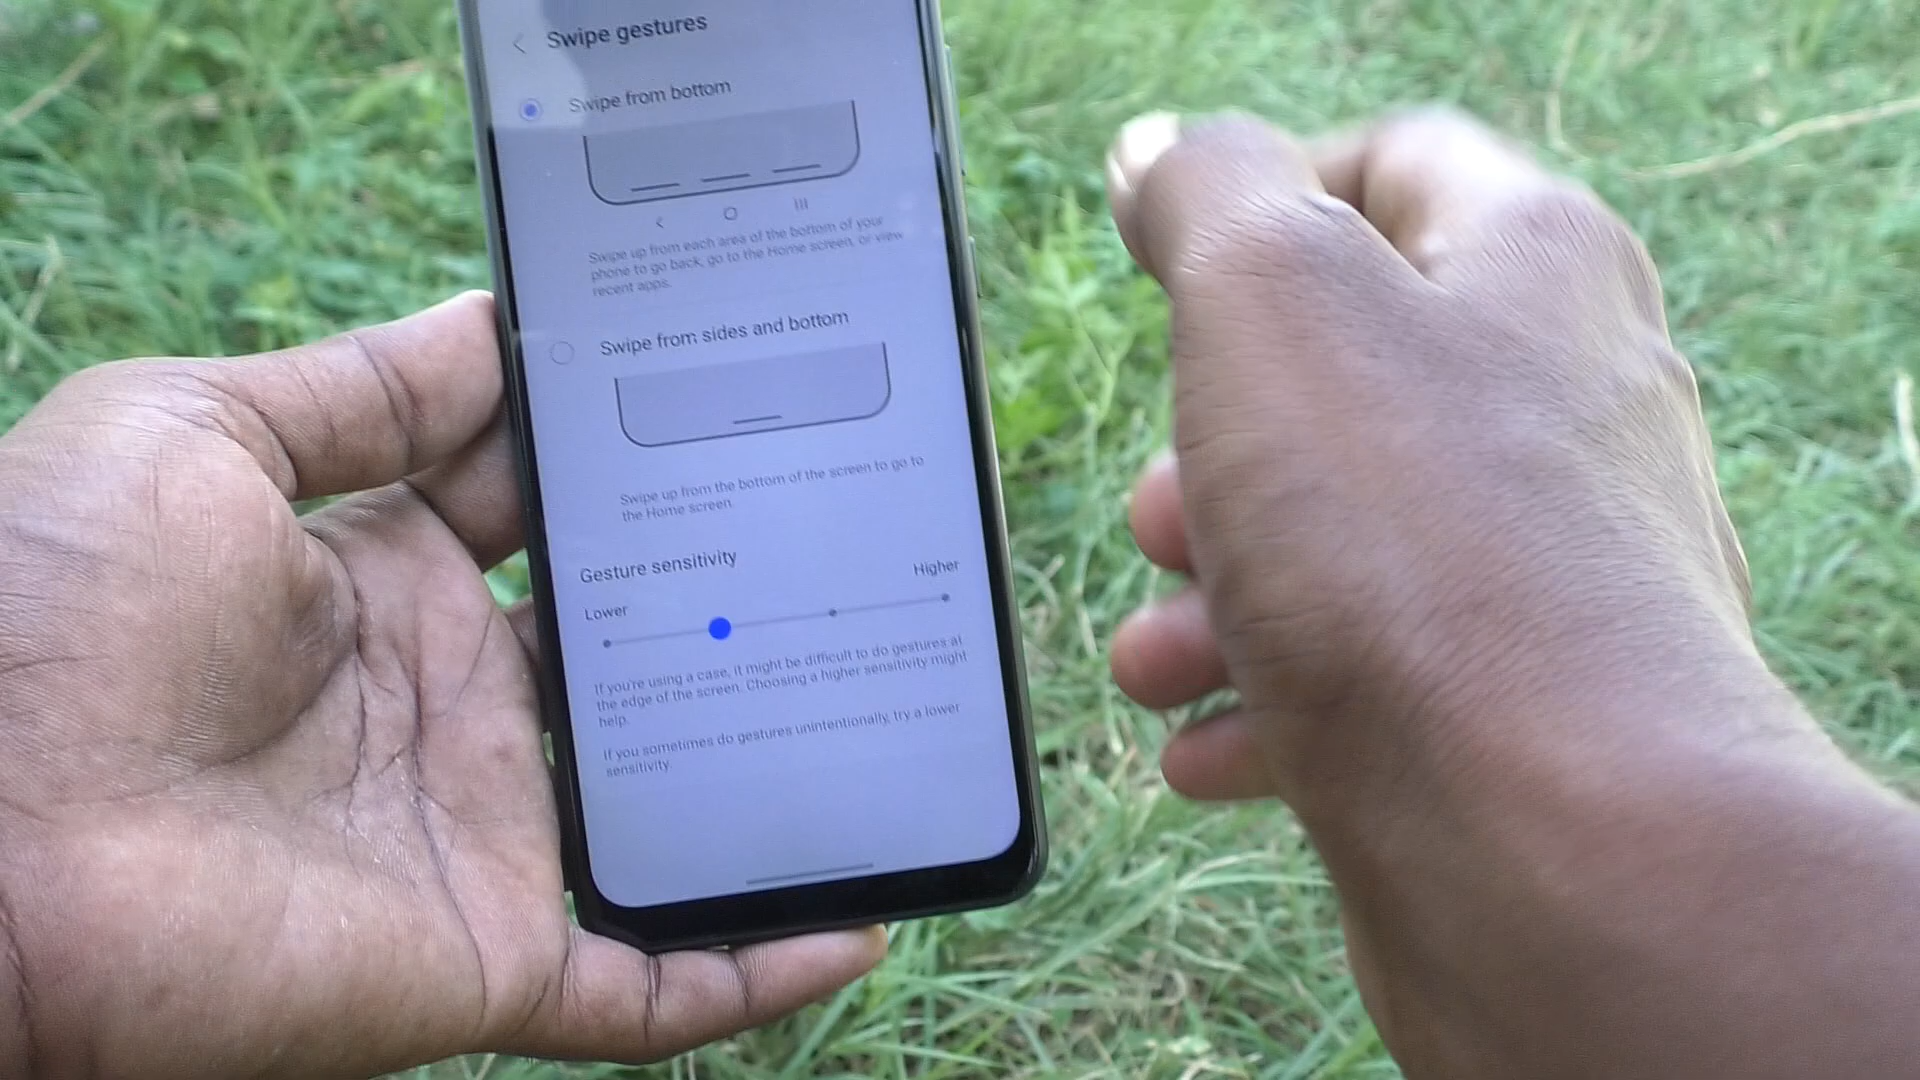 Swipe gestures
Swipe from bottom
Swipe up from each area of the bottom of your
phone to go back, go to the Home screen, or view
recent apps.
Swipe from sides and bottom
Swipe up from the bottom of the screen to go to
the Home screen.
Gesture sensitivity
Lower
Higher
If you're using a case, it might be difficult to do gestures at
the edge of the screen. Choosing a higher sensitivity might
help.
If you sometimes do gestures unintentionally, try a lower
sensitivity.